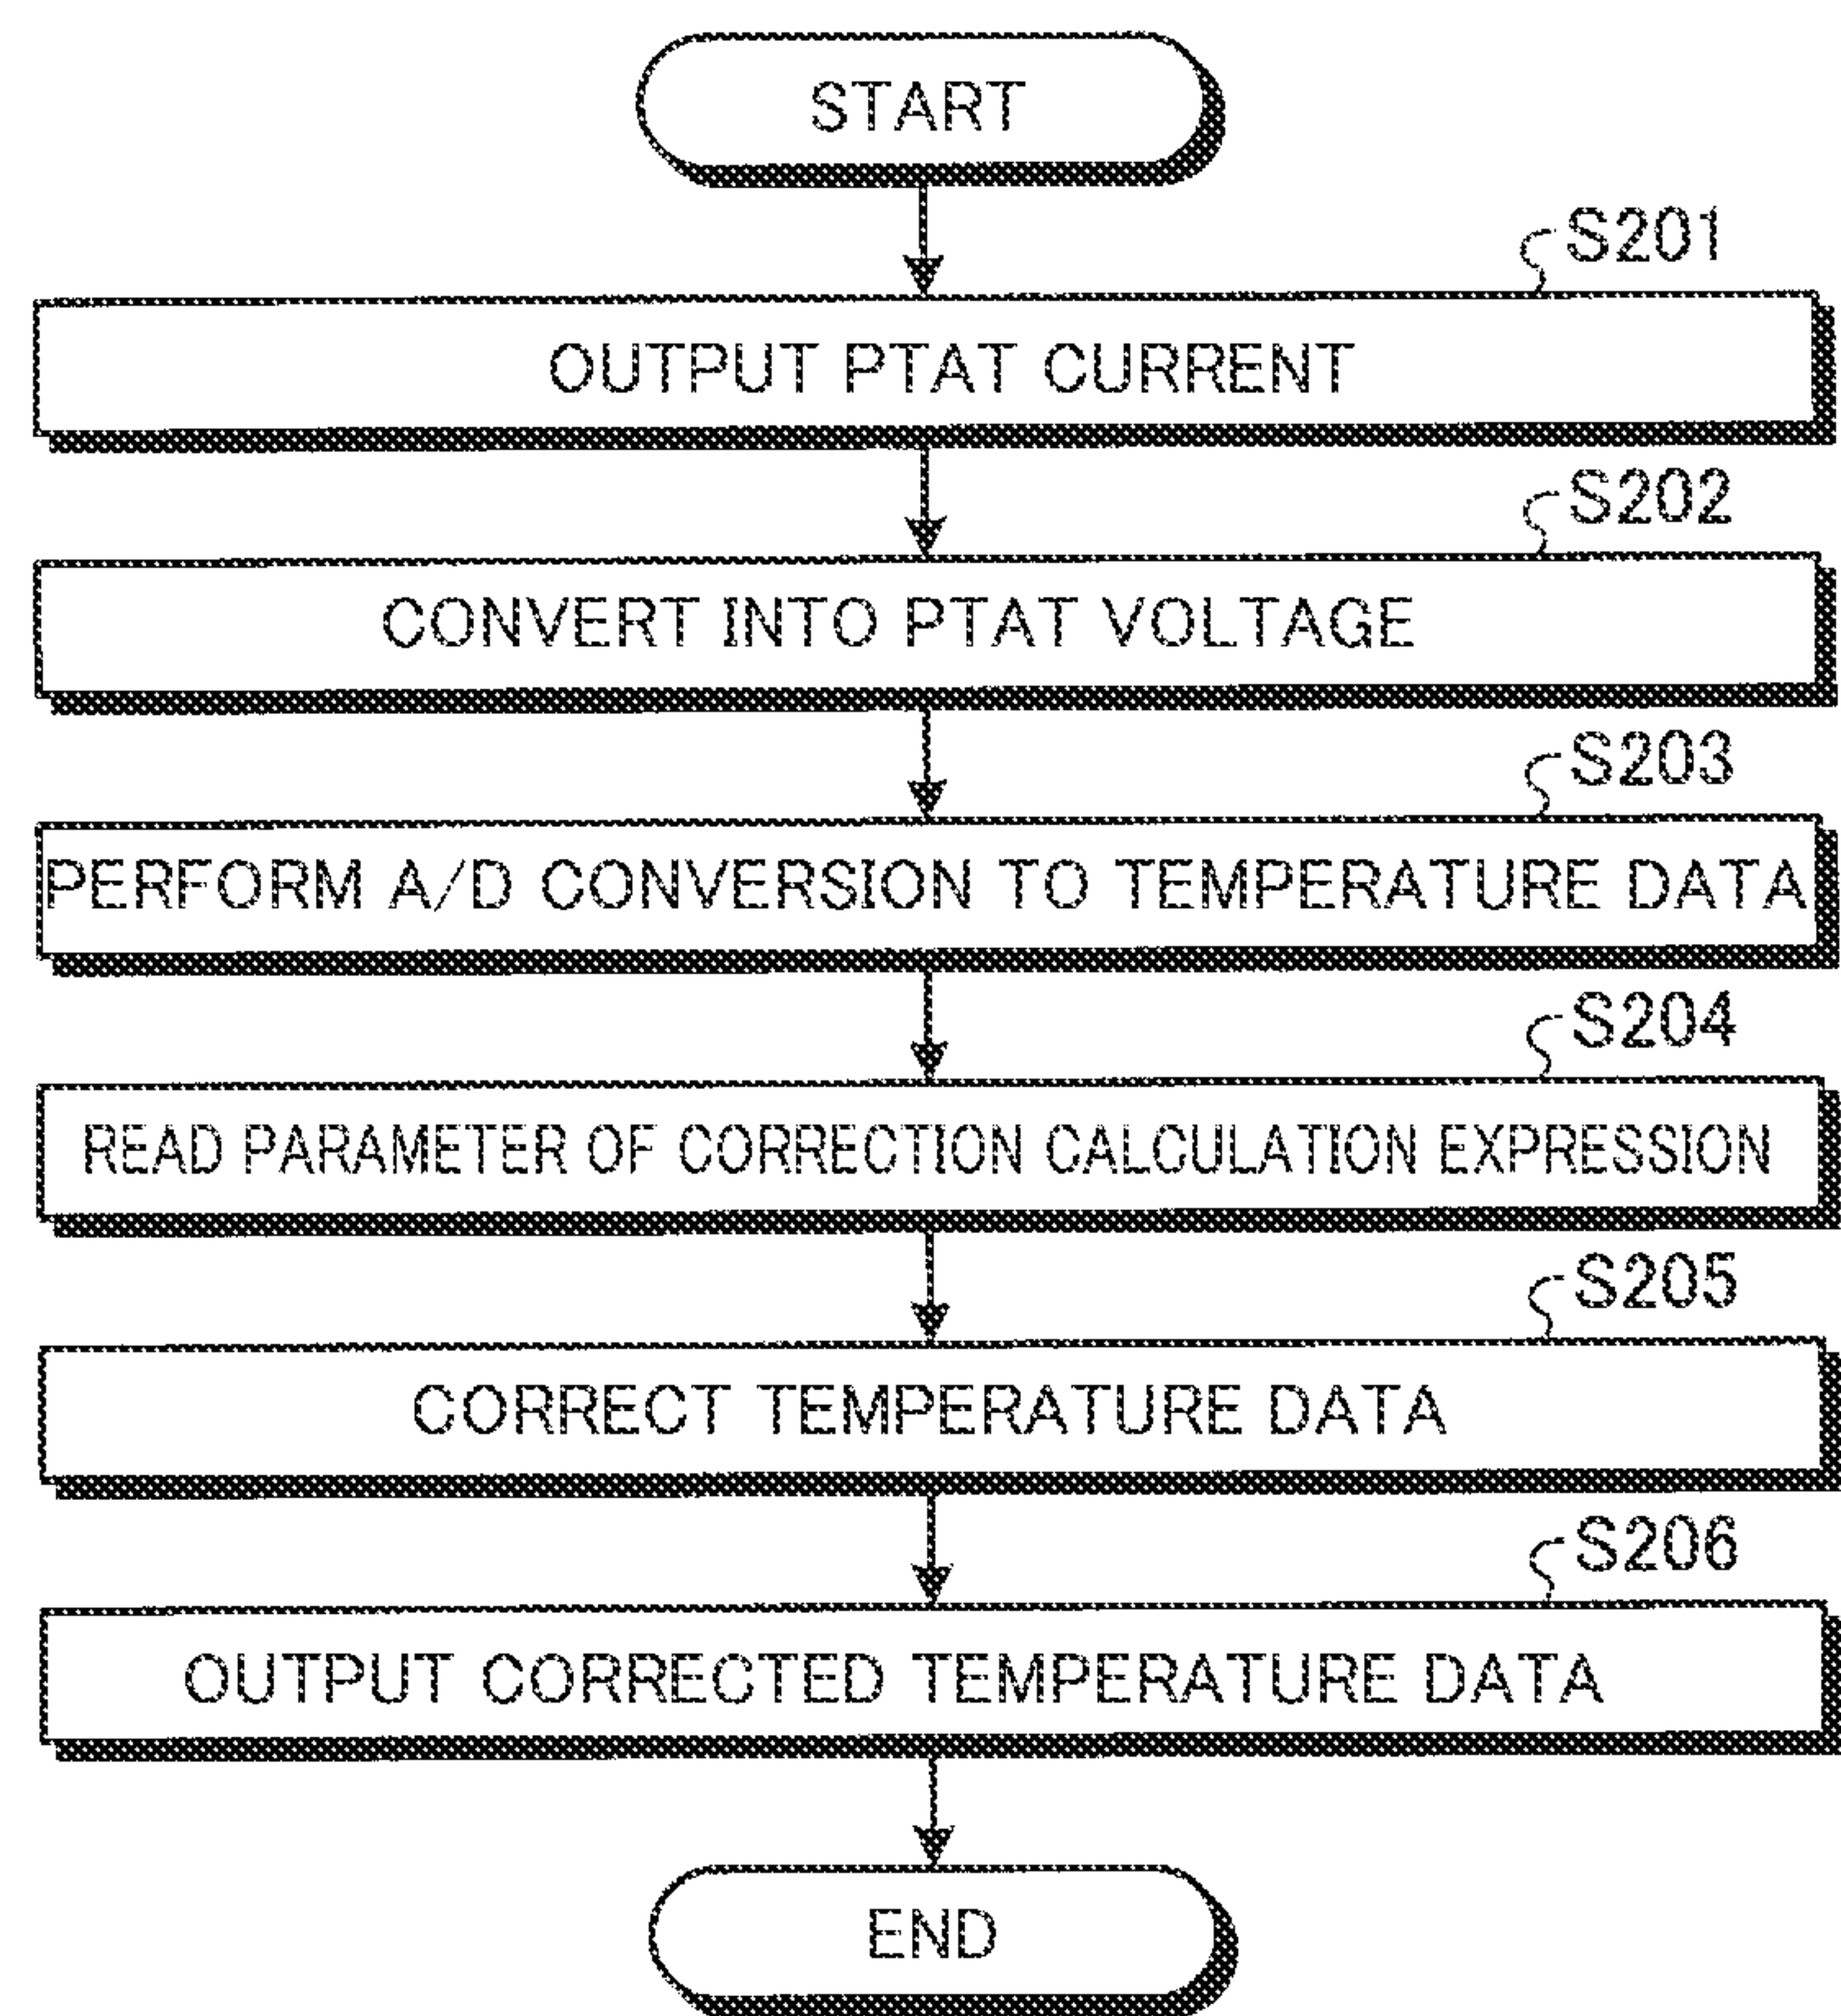 START
S201
OUTPUT PTAT CURRENT
S202
CONVERT INTO PTAT VOLTAGE
S203
PERFORM A/D CONVERSION TO TEMPERATURE DATA
S204
READ PARAMETER OF CORRECTION CALCULATION EXPRESSION
S205
CORRECT TEMPERATURE DATA
S206
OUTPUT CORRECTED TEMPERATURE DATA
END